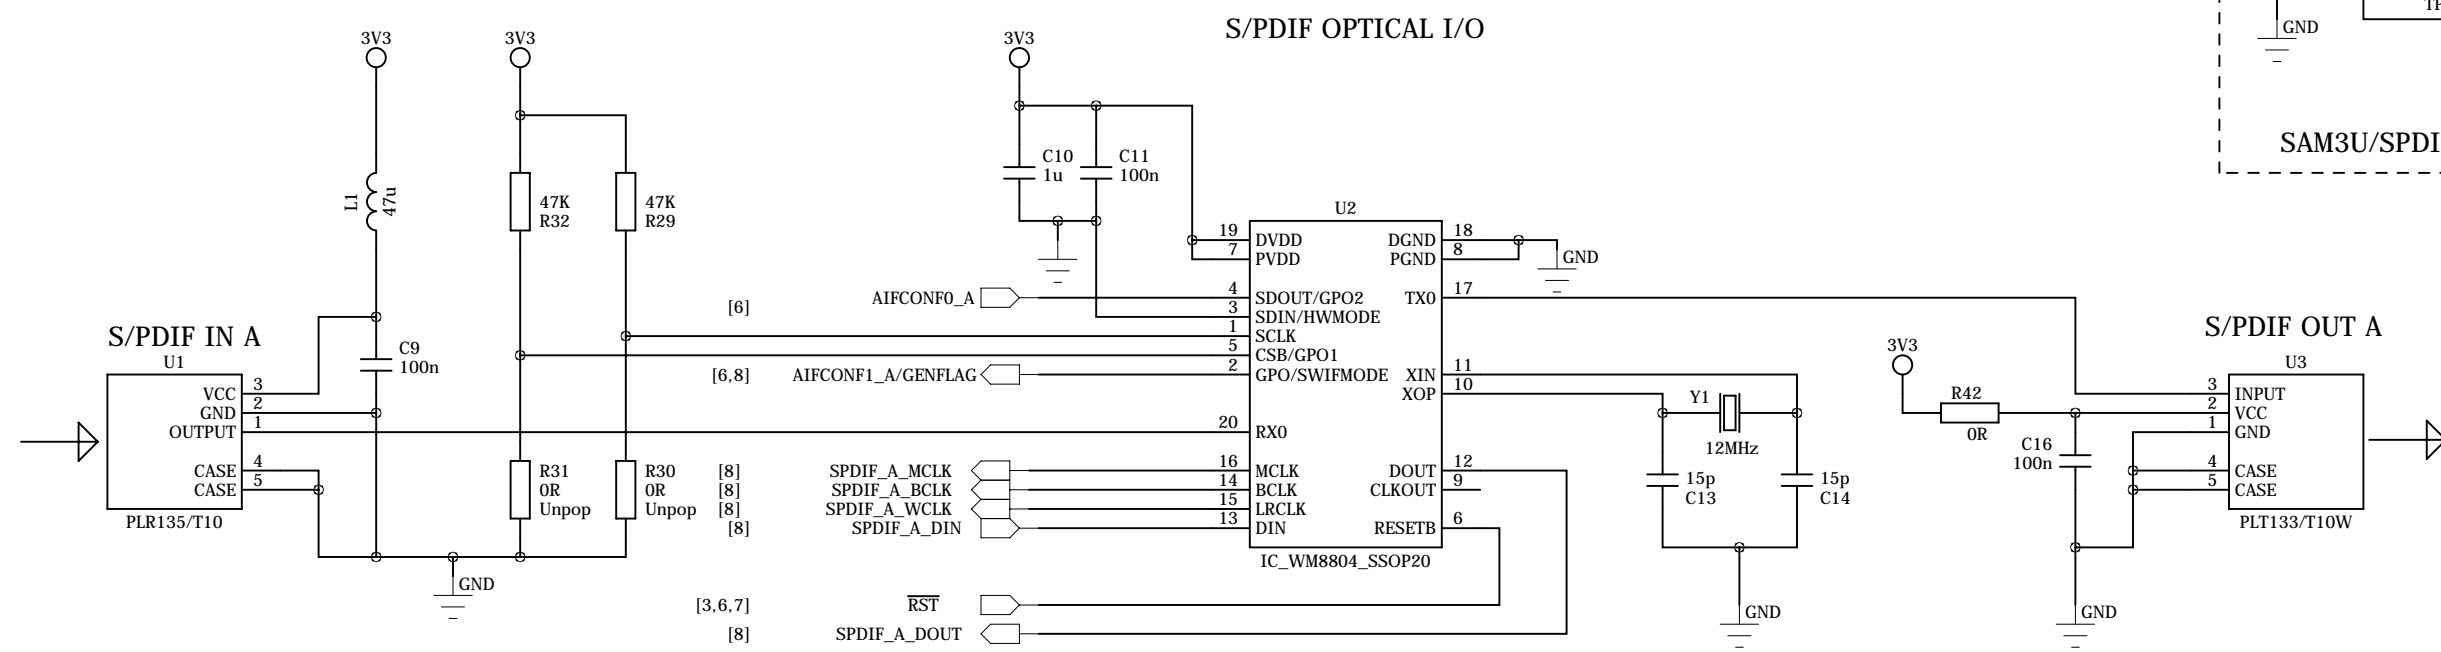 S/PDIF OPTICAL I/O
3V3
3V3
3V3
GND
SAM3U/SPDI
L1
47u
47K
R32
47K
R29
C10
1u
C11
100n
U2
19
DVDD
7
PVDD
4
SDOUT/GPO2
3
SDIN/HWMODE
1
SCLK
5
CSB/GPO1
2
GPO/SWIFMODE
20
RX0
16
MCLK
14
BCLK
15
LRCLK
13
DIN
DGND
18
PGND
8
TX0
17
XIN
11
XOP
10
DOUT
12
CLKOUT
9
RESETB
6
IC_WM8804_SSOP20
GND
[6]
AIFCONF0_A
[6,8]
AIFCONF1_A/GENFLAG
S/PDIF IN A
U1
VCC
3
GND
2
OUTPUT
1
CASE
4
CASE
5
PLR135/T10
C9
100n
R31
0R
Unpop
R30
0R
Unpop
GND
[8]
SPDIF_A_MCLK
[8]
SPDIF_A_BCLK
[8]
SPDIF_A_WCLK
[8]
SPDIF_A_DIN
[3,6,7]
RST
[8]
SPDIF_A_DOUT
Y1
12MHz
15p
C13
15p
C14
GND
S/PDIF OUT A
3V3
R42
0R
C16
100n
GND
U3
3
INPUT
2
VCC
1
GND
4
CASE
5
CASE
PLT133/T10W